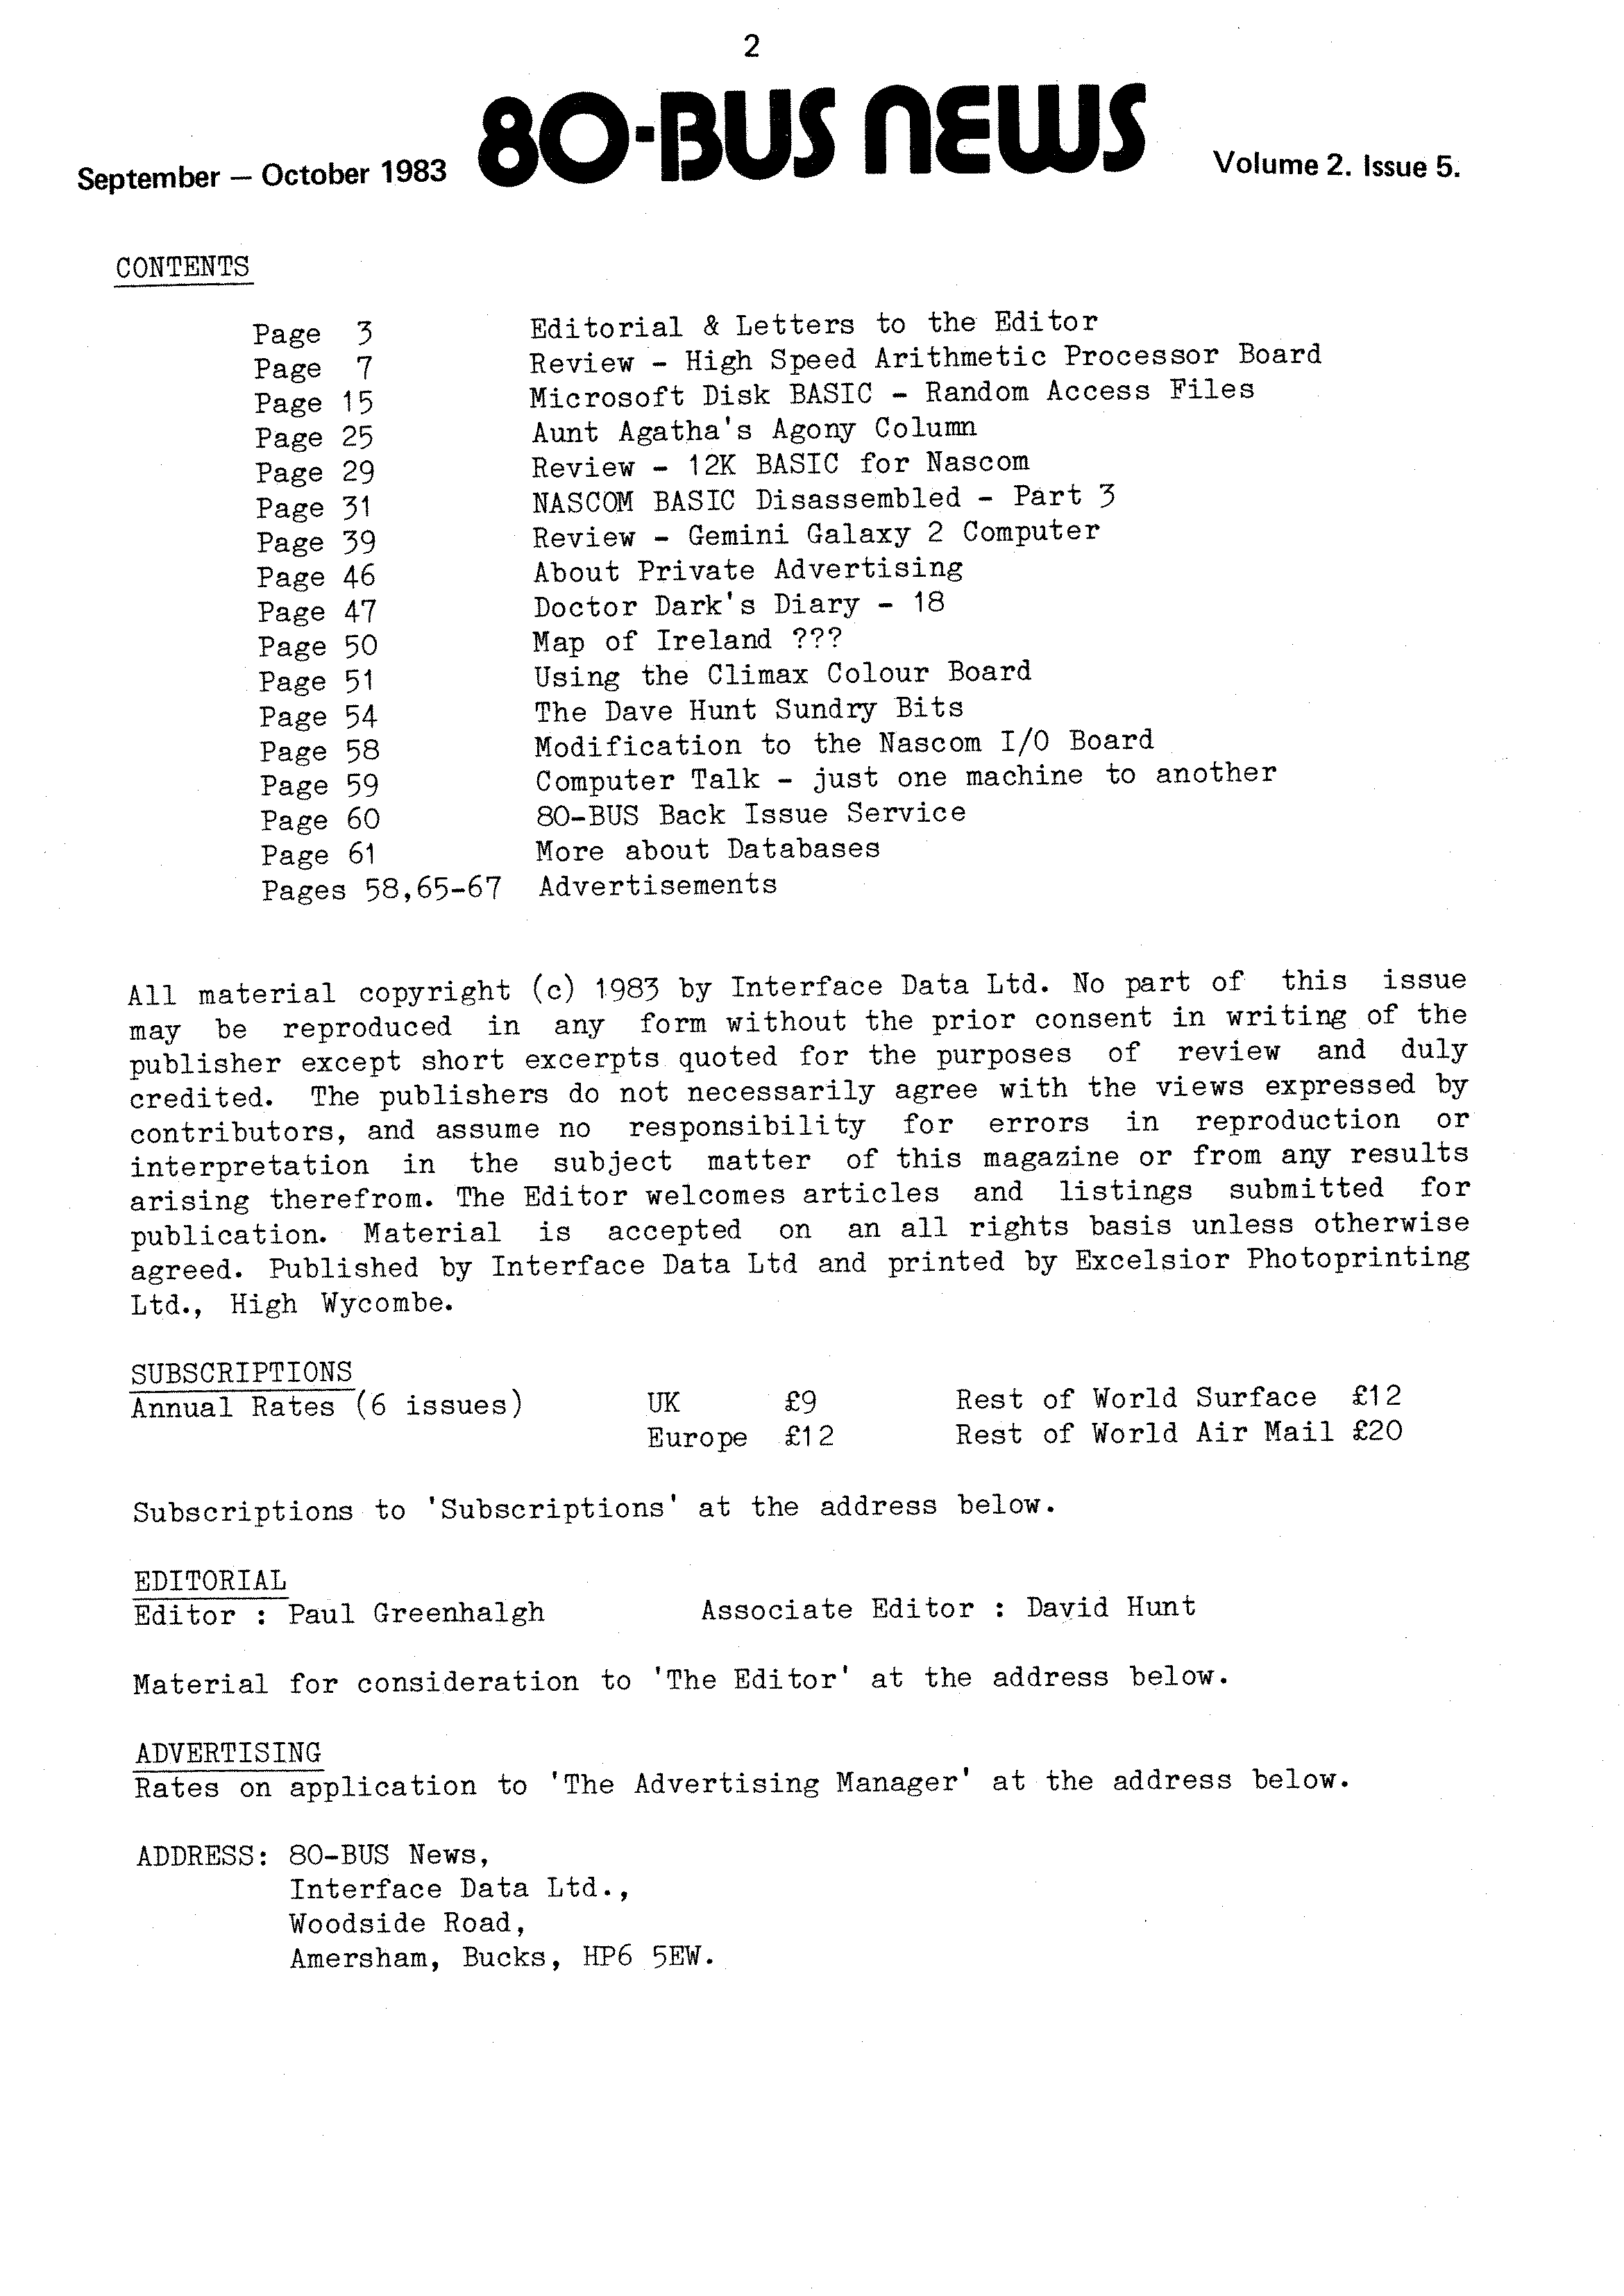 2
80-BUS NEWS
September — October 1983
Volume 2. Issue 5.
CONTENTS
Page 3 Editorial & Letters to the Editor
Page 7 Review - High Speed Arithmetic Processor Board
Page 15 Microsoft Disk BASIC - Random Access Files
Page 25 Aunt Agatha's Agony Column
Page 29 Review - 12K BASIC for Nascom
Page 31 NASCOM BASIC Disassembled - Part 3
Page 39 Review - Gemini Galaxy 2 Computer
Page 46 About Private Advertising
Page 47 Doctor Dark's Diary - 18
Page 50 Map of Ireland ???
Page 51 Using the Climax Colour Board
Page 54 The Dave Hunt Sundry Bits
Page 58 Modification to the Nascom I/O Board
Page 59 Computer Talk - just one machine to another
Page 60 80-BUS Back Issue Service
Page 61 More about Databases
Pages 58,65-67 Advertisements
All material copyright (c) 1983 by Interface Data Ltd. No part of this issue
may be reproduced in any form without the prior consent in writing of the
publisher except short excerpts quoted for the purposes of review and duly
credited. The publishers do not necessarily agree with the views expressed by
contributors, and assume no responsibility for errors in reproduction or
interpretation in the subject matter of this magazine or from any results
arising therefrom. The Editor welcomes articles and listings submitted for
publication. Material is accepted on an all rights basis unless otherwise
agreed. Published by Interface Data Ltd and printed by Excelsior Photoprinting
Ltd., High Wycombe.
SUBSCRIPTIONS
Annual Rates (6 issues) UK £9 Rest of World Surface £12
Europe £12 Rest of World Air Mail £20
Subscriptions to 'Subscriptions' at the address below.
EDITORIAL
Editor : Paul Greenhalgh Associate Editor : David Hunt
Material for consideration to 'The Editor' at the address below.
ADVERTISING
Rates on application to 'The Advertising Manager' at the address below.
ADDRESS: 80-BUS News,
Interface Data Ltd.,
Woodside Road,
Amersham, Bucks, HP6 5EW.